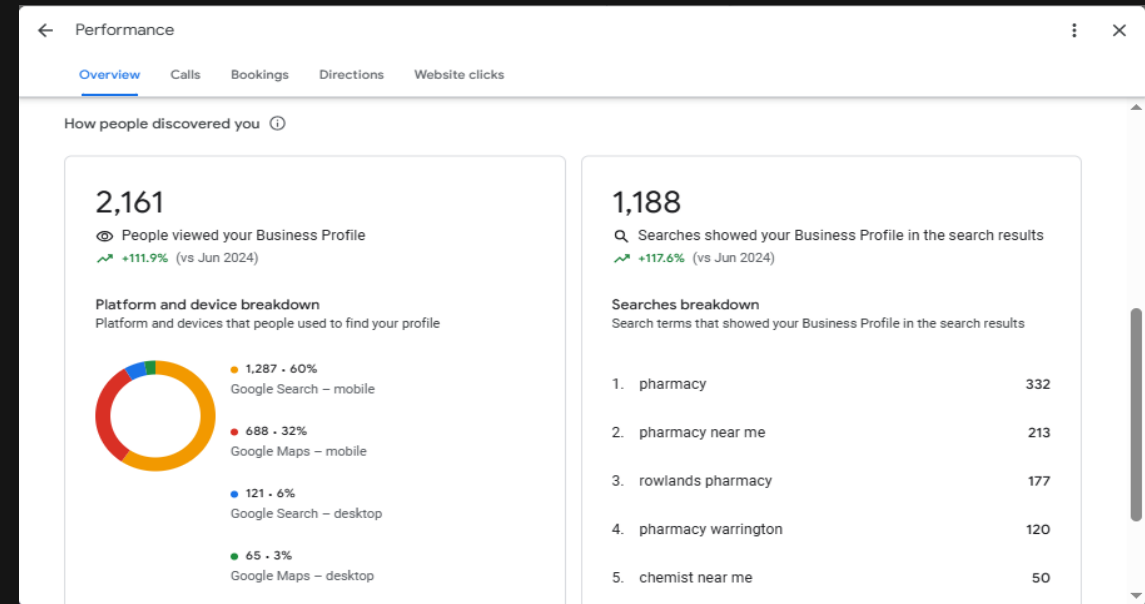 Performance
Overview Calls Bookings Directions Website clicks
How people discovered you
2,161
People viewed your Business Profile
+111.9% (vs Jun 2024)
Platform and device breakdown
Platform and devices that people used to find your profile
1,287 • 60%
Google Search – mobile
688 • 32%
Google Maps – mobile
121 • 6%
Google Search – desktop
65 • 3%
Google Maps – desktop
1,188
Searches showed your Business Profile in the search results
+117.6% (vs Jun 2024)
Searches breakdown
Search terms that showed your Business Profile in the search results
1. pharmacy 332
2. pharmacy near me 213
3. rowlands pharmacy 177
4. pharmacy warrington 120
5. chemist near me 50